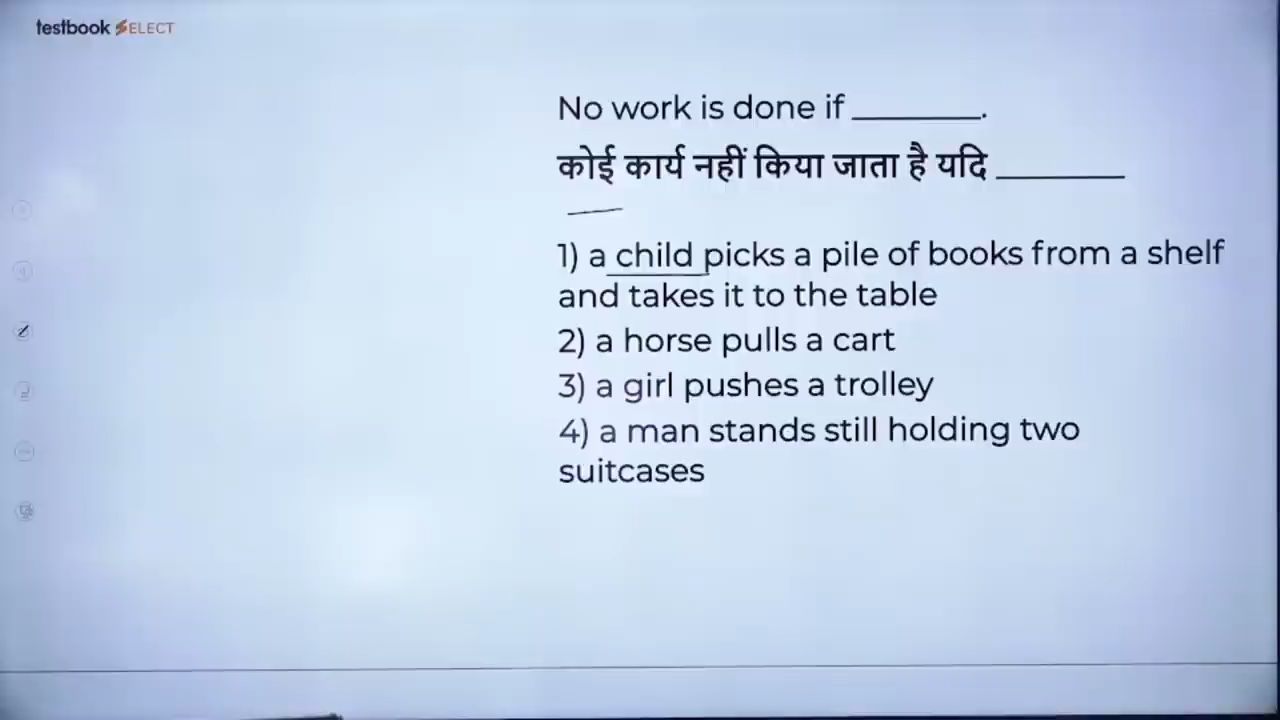 testbook SELECT
No work is done if ________.
कोई कार्य नहीं किया जाता है यदि ________
1) a child picks a pile of books from a shelf
and takes it to the table
2) a horse pulls a cart
3) a girl pushes a trolley
4) a man stands still holding two
suitcases